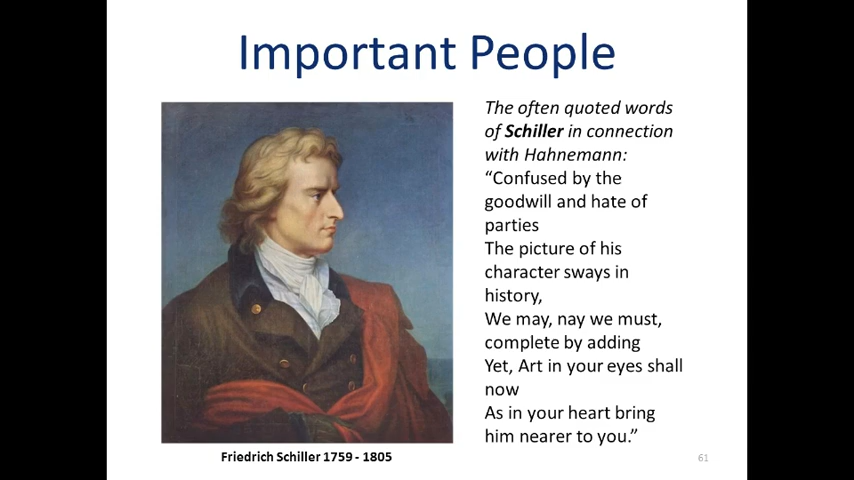 Important People
The often quoted words
of Schiller in connection
with Hahnemann:
“Confused by the
goodwill and hate of
parties
The picture of his
character sways in
history,
We may, nay we must,
complete by adding
Yet, Art in your eyes shall
now
As in your heart bring
him nearer to you.”
Friedrich Schiller 1759 - 1805
61